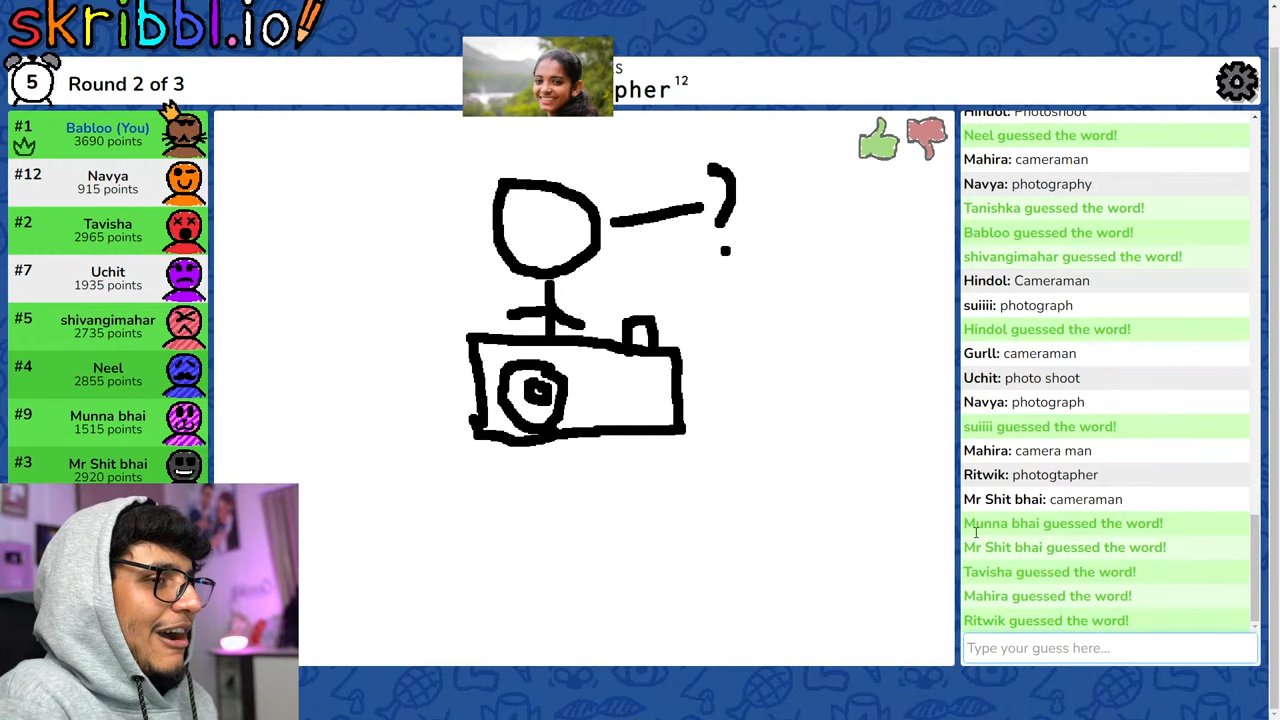 skribbl.io
5
Round 2 of 3
S
pher 12
#1
Babloo (You)
3690 points
#12
Navya
915 points
#2
Tavisha
2965 points
#7
Uchit
1935 points
#5
shivangimahar
2735 points
#4
Neel
2855 points
#9
Munna bhai
1515 points
#3
Mr Shit bhai
2920 points
?
Hindol: Photoshoot
Neel guessed the word!
Mahira: cameraman
Navya: photography
Tanishka guessed the word!
Babloo guessed the word!
shivangimahar guessed the word!
Hindol: Cameraman
suiiii: photograph
Hindol guessed the word!
Gurll: cameraman
Uchit: photo shoot
Navya: photograph
suiiii guessed the word!
Mahira: camera man
Ritwik: photogtapher
Mr Shit bhai: cameraman
Munna bhai guessed the word!
Mr Shit bhai guessed the word!
Tavisha guessed the word!
Mahira guessed the word!
Ritwik guessed the word!
Type your guess here...